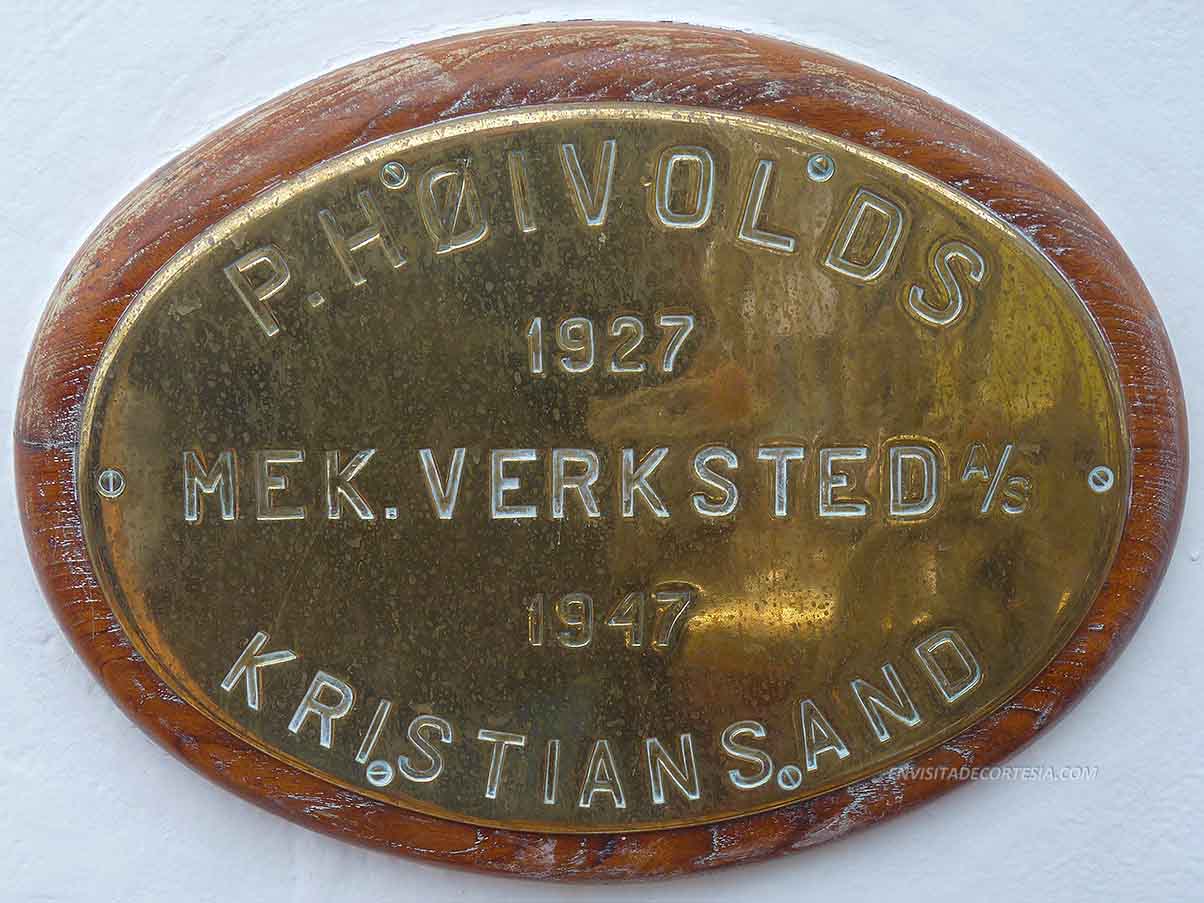 P. HØIVOLDS
1927
MEK. VERKSTED A/S
1947
KRISTIANSAND
ENVISITADECORTESIA.COM